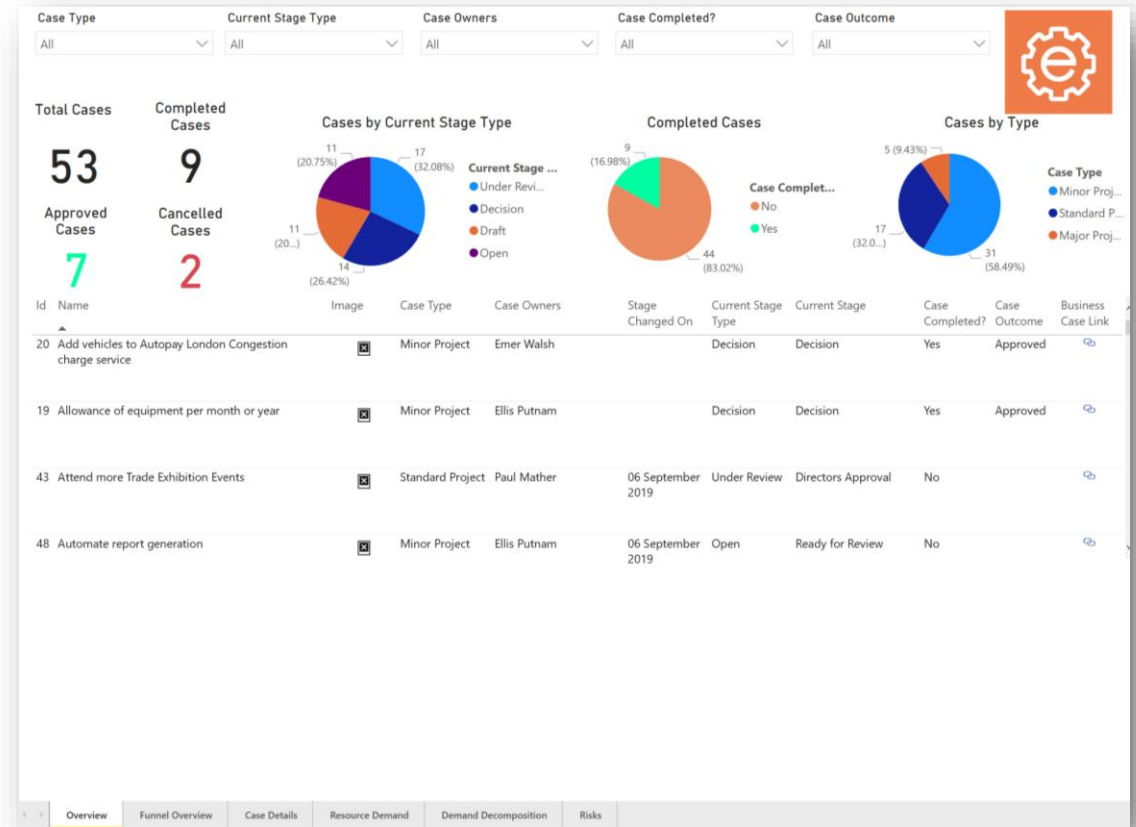 Case Type
Current Stage Type
Case Owners
Case Completed?
Case Outcome
All
All
All
All
All
e
Total Cases
53
Completed
Cases
9
Approved
Cases
7
Cancelled
Cases
2
Cases by Current Stage Type
11
(20.75%)
17
(32.08%)
11
(20...)
14
(26.42%)
Current Stage ...
Under Revi...
Decision
Draft
Open
Completed Cases
9
(16.98%)
44
(83.02%)
Case Complet...
No
Yes
Cases by Type
5 (9.43%)
17
(32.0...)
31
(58.49%)
Case Type
Minor Proj...
Standard P...
Major Proj...
Id Name Image Case Type Case Owners Stage Current Stage Current Stage Case Case Business
Changed On Type Completed? Outcome Case Link
20 Add vehicles to Autopay London Congestion Minor Project Emer Walsh Decision Decision Yes Approved
charge service
19 Allowance of equipment per month or year Minor Project Ellis Putnam Decision Decision Yes Approved
43 Attend more Trade Exhibition Events Standard Project Paul Mather 06 September Under Review Directors Approval No
2019
48 Automate report generation Minor Project Ellis Putnam 06 September Open Ready for Review No
2019
Overview Funnel Overview Case Details Resource Demand Demand Decomposition Risks